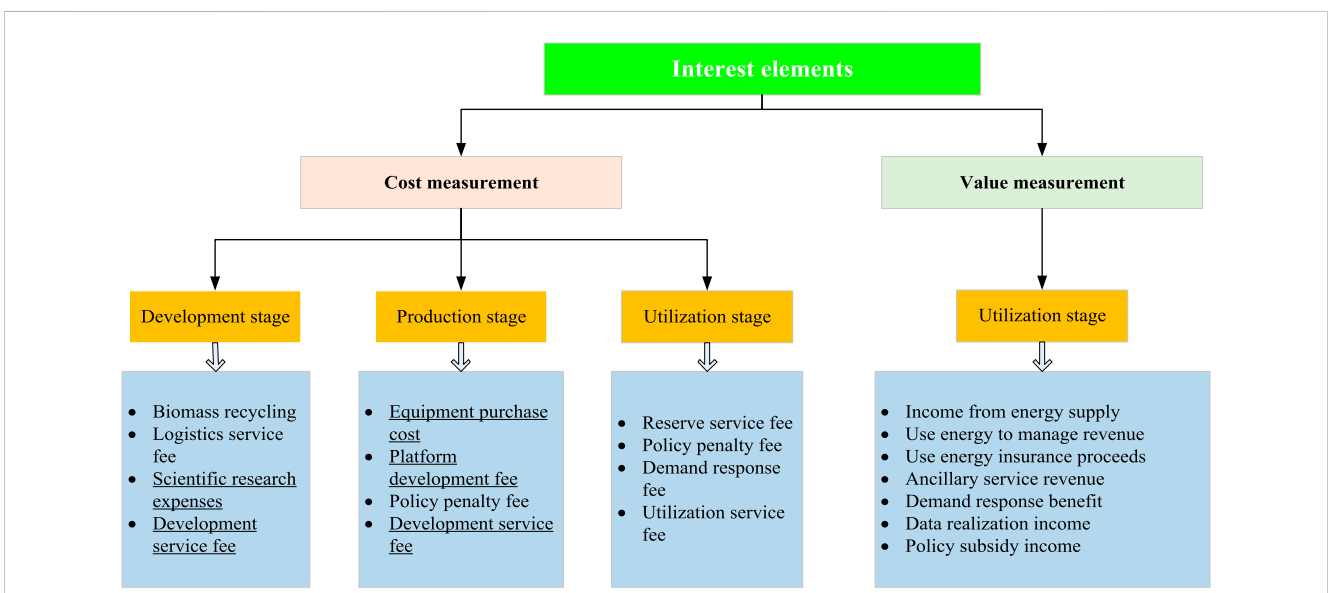 Interest elements
Cost measurement
Value measurement
Development stage
Production stage
Utilization stage
Utilization stage
• Biomass recycling
• Logistics service
fee
• Scientific research
expenses
• Development
service fee
• Equipment purchase
cost
• Platform
development fee
• Policy penalty fee
• Development service
fee
• Reserve service fee
• Policy penalty fee
• Demand response
fee
• Utilization service
fee
• Income from energy supply
• Use energy to manage revenue
• Use energy insurance proceeds
• Ancillary service revenue
• Demand response benefit
• Data realization income
• Policy subsidy income